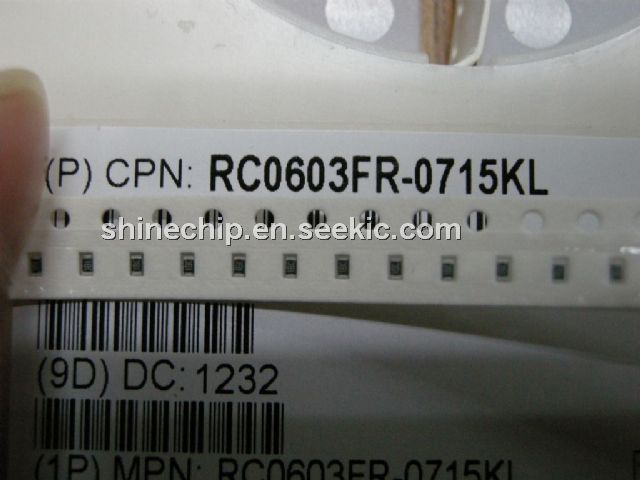 (P) CPN: RC0603FR-0715KL
shinechip.en.seekic.com
(9D) DC: 1232
(1P) MPN: RC0603FR-0715KL